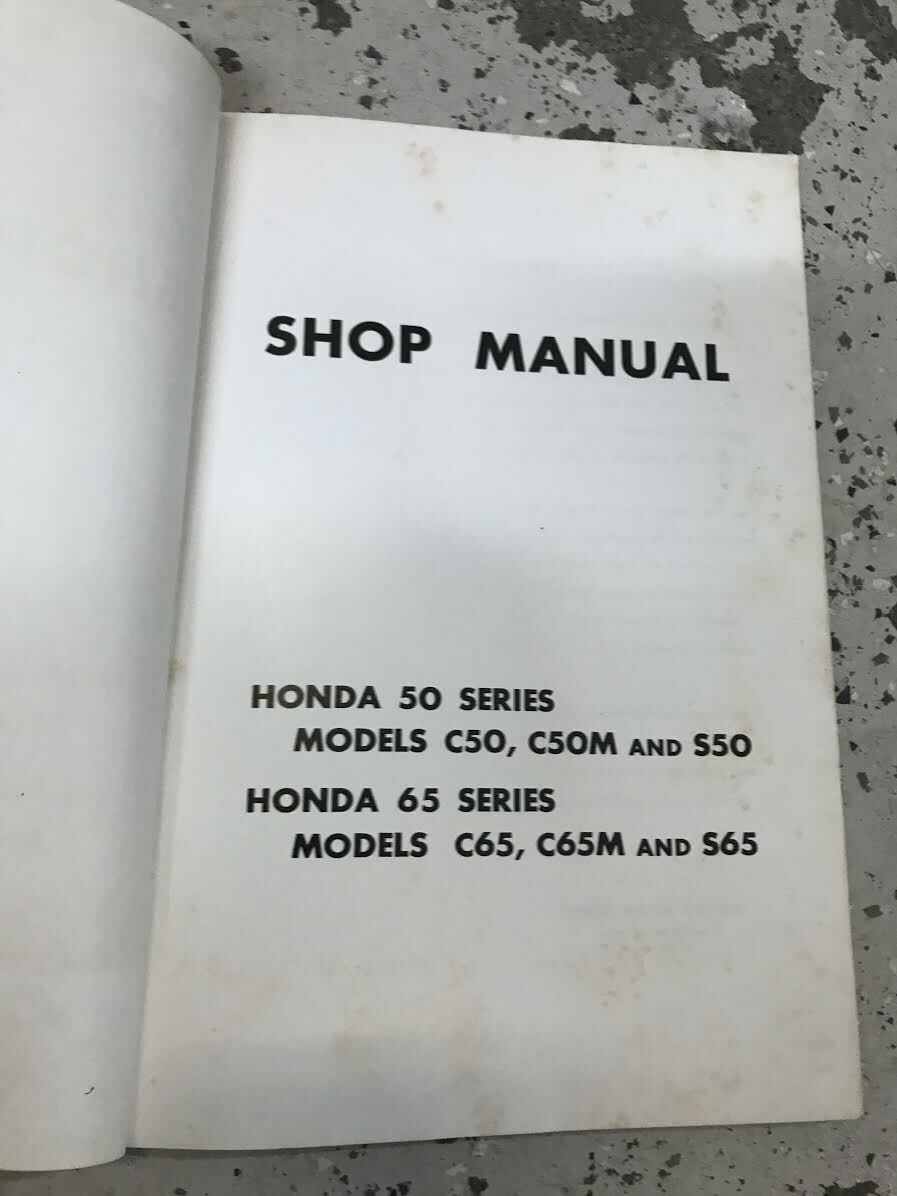 SHOP MANUAL
HONDA 50 SERIES
MODELS C50, C50M AND S50
HONDA 65 SERIES
MODELS C65, C65M AND S65